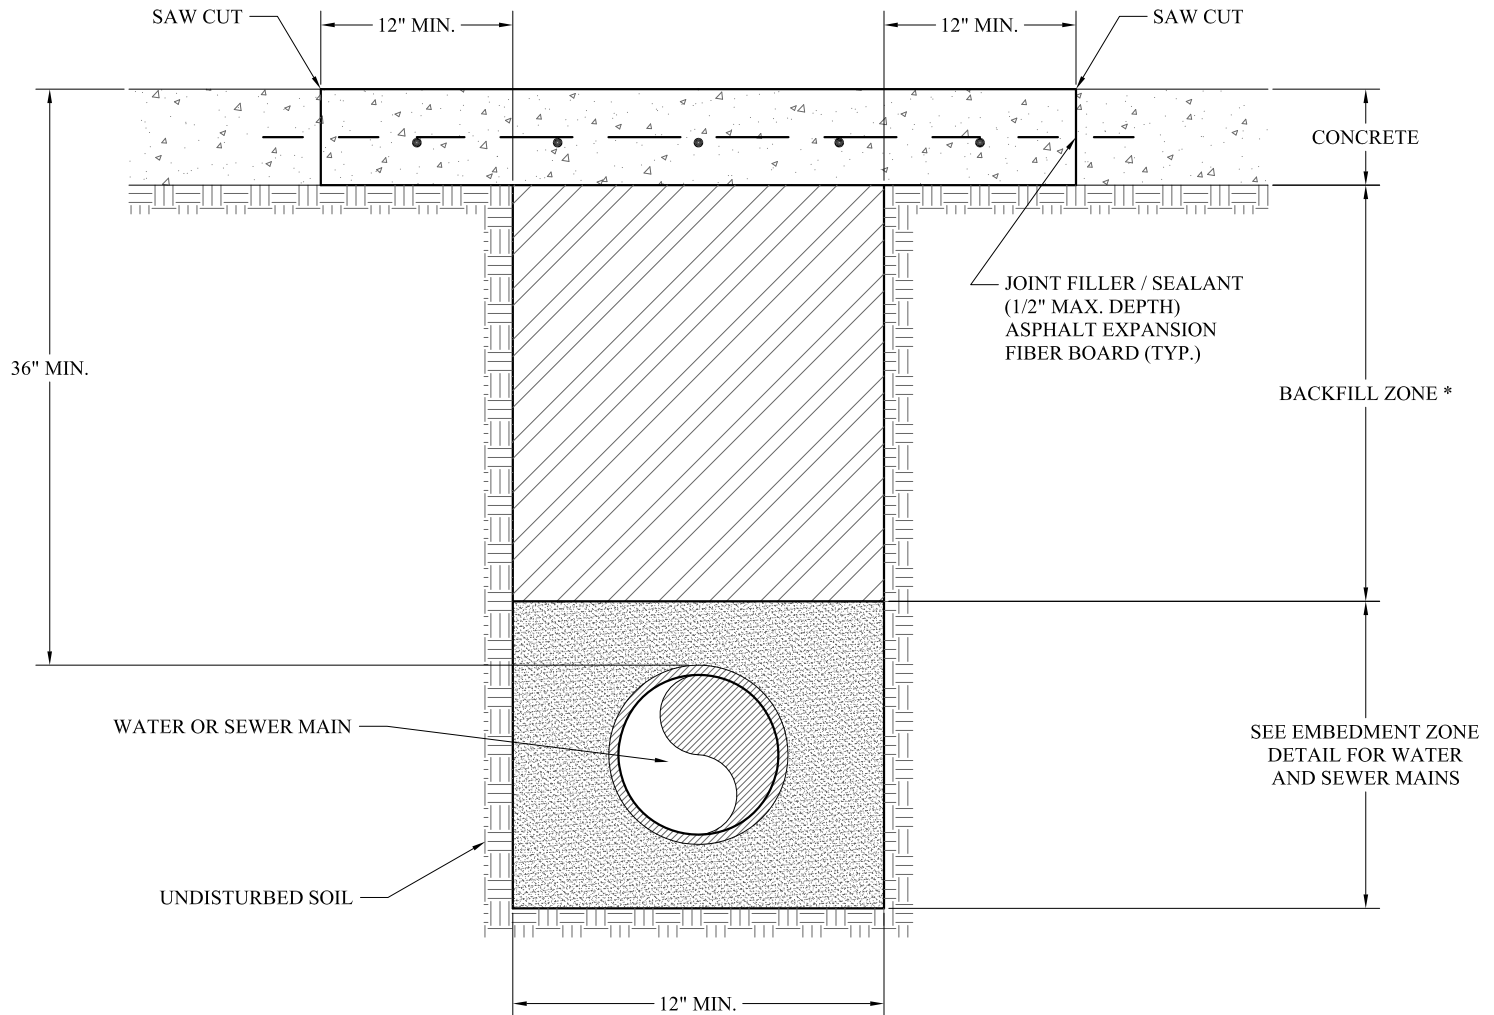 SAW CUT
12" MIN.
12" MIN.
SAW CUT
CONCRETE
JOINT FILLER / SEALANT
(1/2" MAX. DEPTH)
ASPHALT EXPANSION
FIBER BOARD (TYP.)
36" MIN.
BACKFILL ZONE *
WATER OR SEWER MAIN
SEE EMBEDMENT ZONE
DETAIL FOR WATER
AND SEWER MAINS
UNDISTURBED SOIL
12" MIN.